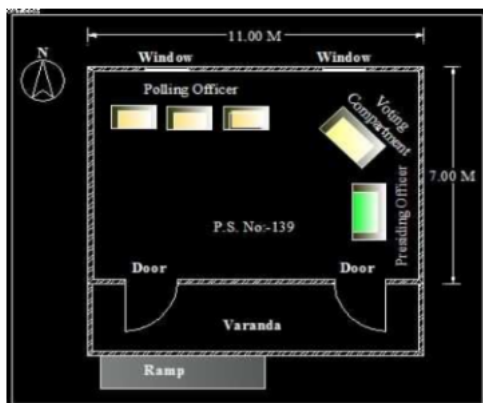 11.00 M
N
Window
Window
Polling Officer
Voting
Compartment
7.00 M
Presiding Officer
P.S. No:-139
Door
Door
Varanda
Ramp